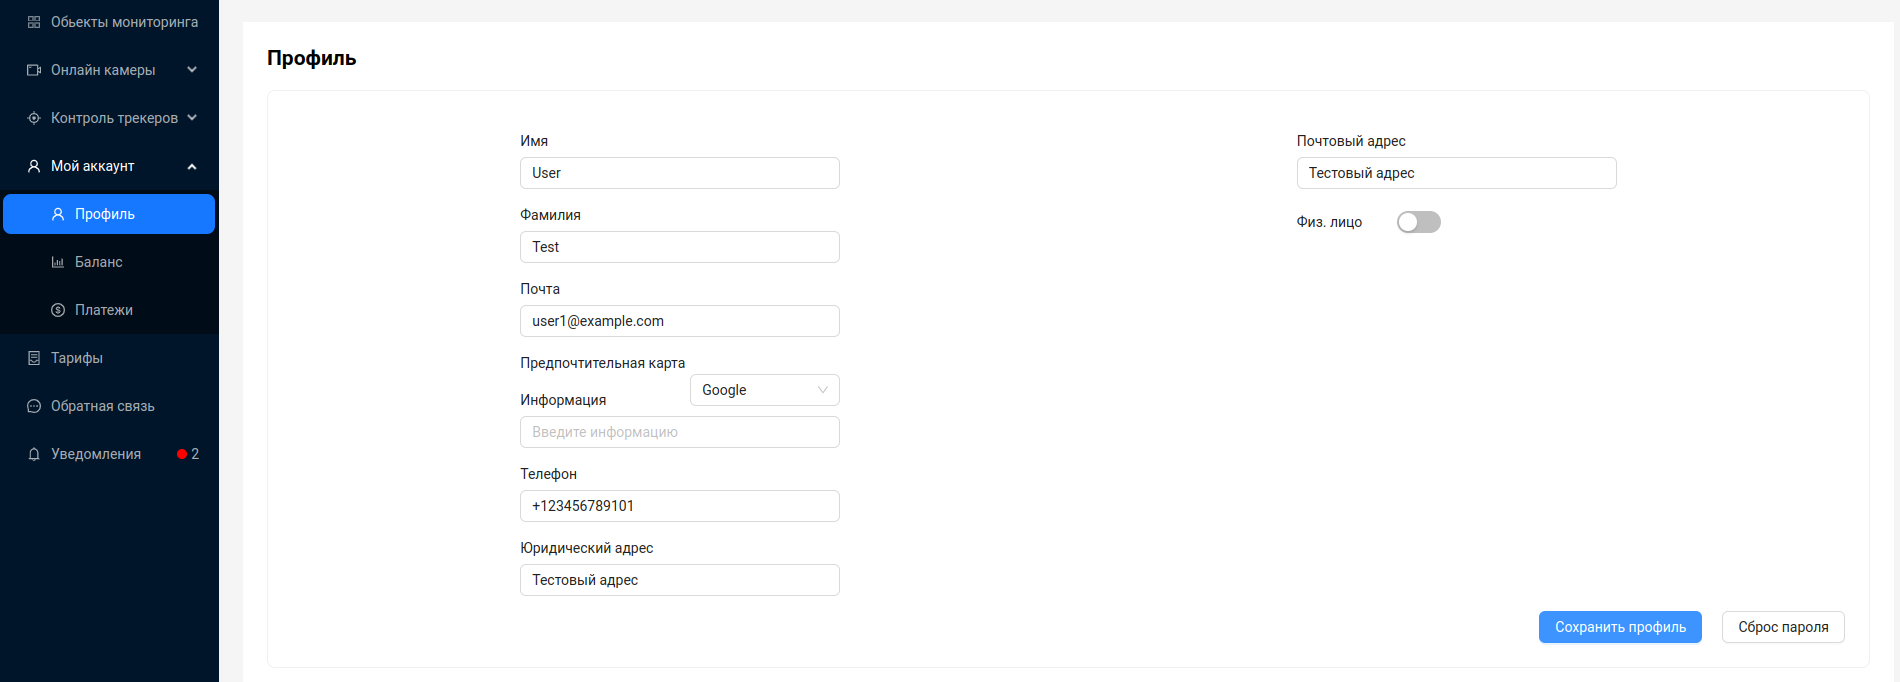 Обьекты мониторинга
Онлайн камеры
Контроль трекеров
Мой аккаунт
Профиль
Баланс
Платежи
Тарифы
Обратная связь
Уведомления 2
Профиль
Имя
User
Фамилия
Test
Почта
user1@example.com
Предпочтительная карта
Google
Информация
Введите информацию
Телефон
+123456789101
Юридический адрес
Тестовый адрес
Почтовый адрес
Тестовый адрес
Физ. лицо
Сохранить профиль
Сброс пароля